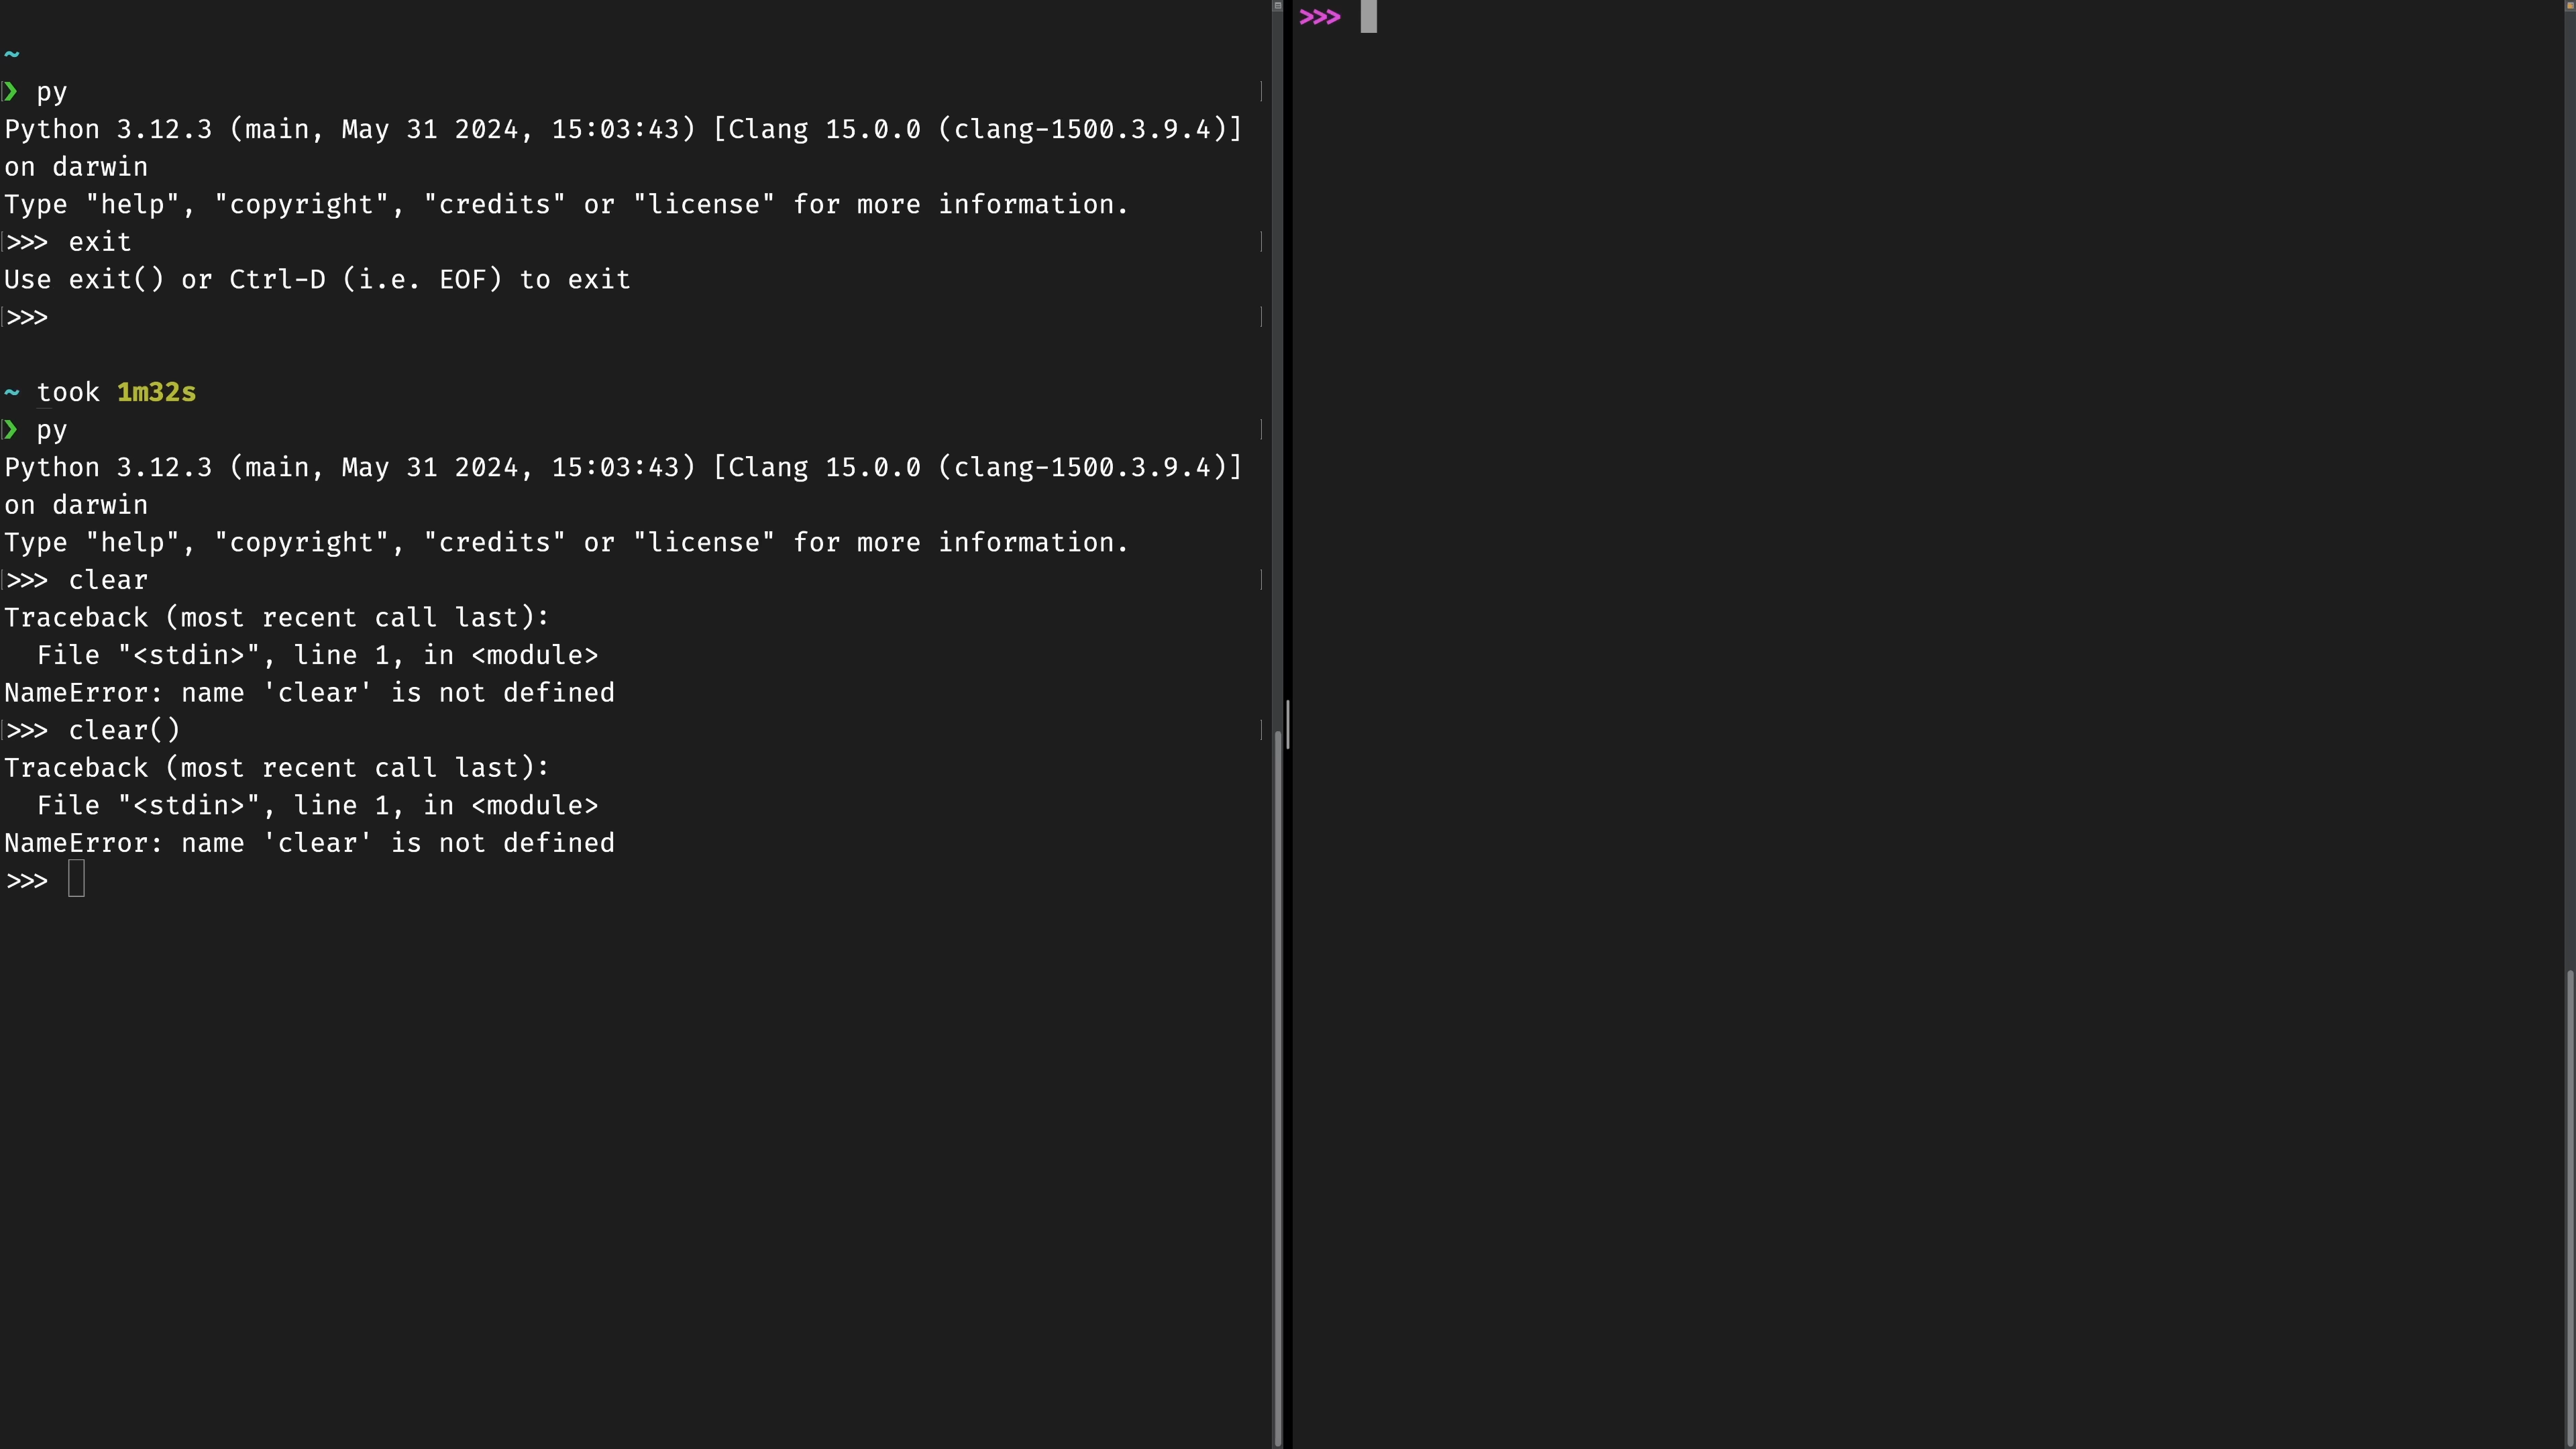 ~
❯ py
Python 3.12.3 (main, May 31 2024, 15:03:43) [Clang 15.0.0 (clang-1500.3.9.4)]
on darwin
Type "help", "copyright", "credits" or "license" for more information.
>>> exit
Use exit() or Ctrl-D (i.e. EOF) to exit
>>>
~ took 1m32s
❯ py
Python 3.12.3 (main, May 31 2024, 15:03:43) [Clang 15.0.0 (clang-1500.3.9.4)]
on darwin
Type "help", "copyright", "credits" or "license" for more information.
>>> clear
Traceback (most recent call last):
  File "<stdin>", line 1, in <module>
NameError: name 'clear' is not defined
>>> clear()
Traceback (most recent call last):
  File "<stdin>", line 1, in <module>
NameError: name 'clear' is not defined
>>>
>>>